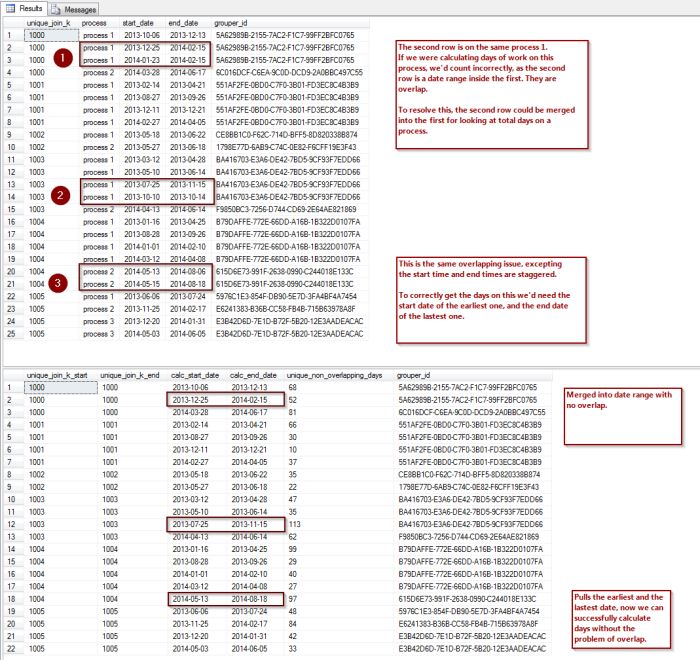 Results Messages
unique_join_k process start_date end_date grouper_id
1 1000 process 1 2013-10-06 2013-12-13 5A62989B-2155-7AC2-F1C7-99FF2BFC0765
2 1000 process 1 2013-12-25 2014-02-15 5A62989B-2155-7AC2-F1C7-99FF2BFC0765
3 1000 process 1 2014-01-23 2014-02-15 5A62989B-2155-7AC2-F1C7-99FF2BFC0765
4 1000 process 2 2014-03-28 2014-06-17 6C016DCF-C6EA-9C0D-DCD9-2A0BBC497C55
5 1001 process 1 2013-02-14 2013-04-21 551AF2FE-0BD0-C7F0-3B01-FD3EC8C4B3B9
6 1001 process 1 2013-08-27 2013-09-26 551AF2FE-0BD0-C7F0-3B01-FD3EC8C4B3B9
7 1001 process 1 2013-12-11 2013-12-21 551AF2FE-0BD0-C7F0-3B01-FD3EC8C4B3B9
8 1001 process 1 2014-02-27 2014-04-05 551AF2FE-0BD0-C7F0-3B01-FD3EC8C4B3B9
9 1002 process 1 2013-05-18 2013-06-22 CE8BB1C0-F62C-714D-BFF5-8D820338B874
10 1002 process 2 2013-05-27 2013-06-18 1798E77D-6AB9-C74C-0E82-F6CFF19E3F43
11 1003 process 1 2013-03-12 2013-04-28 BA416703-E3A6-DE42-7BD5-9CF93F7EDD66
12 1003 process 1 2013-05-10 2013-06-14 BA416703-E3A6-DE42-7BD5-9CF93F7EDD66
13 1003 process 1 2013-07-25 2013-11-15 BA416703-E3A6-DE42-7BD5-9CF93F7EDD66
14 1003 process 1 2013-10-10 2013-10-14 BA416703-E3A6-DE42-7BD5-9CF93F7EDD66
15 1003 process 2 2014-04-13 2014-06-14 F9850BC3-7256-D744-CD69-2E64AE821869
16 1004 process 1 2013-01-16 2013-04-25 B79DAFFE-772E-66DD-A16B-1B322D0107FA
17 1004 process 1 2013-08-28 2013-09-26 B79DAFFE-772E-66DD-A16B-1B322D0107FA
18 1004 process 1 2014-01-01 2014-02-10 B79DAFFE-772E-66DD-A16B-1B322D0107FA
19 1004 process 1 2014-03-12 2014-04-08 B79DAFFE-772E-66DD-A16B-1B322D0107FA
20 1004 process 2 2014-05-13 2014-08-06 615D6E73-991F-2638-0990-C244018E133C
21 1004 process 2 2014-05-15 2014-08-18 615D6E73-991F-2638-0990-C244018E133C
22 1005 process 1 2013-06-06 2013-07-24 5976C1E3-854F-DB90-5E7D-3FA4BF4A7454
23 1005 process 2 2013-11-25 2014-02-17 E6241383-B36B-CC58-FB4B-715B63978A8F
24 1005 process 3 2013-12-20 2014-01-31 E3B42D6D-7E1D-B72F-5B20-12E3AADEACAC
25 1005 process 3 2014-05-03 2014-06-05 E3B42D6D-7E1D-B72F-5B20-12E3AADEACAC
1
2
3
The second row is on the same process 1.
If we were calculating days of work on this
process, we'd count incorrectly, as the second
row is a date range inside the first. They are
overlap.
To resolve this, the second row could be merged
into the first for looking at total days on a
process.
This is the same overlapping issue, excepting
the start time and end times are staggered.
To correctly get the days on this we'd need the
start date of the earliest one, and the end date
of the lastest one.
unique_join_k_start unique_join_k_end calc_start_date calc_end_date unique_non_overlapping_days grouper_id
1 1000 1000 2013-10-06 2013-12-13 68 5A62989B-2155-7AC2-F1C7-99FF2BFC0765
2 1000 1000 2013-12-25 2014-02-15 52 5A62989B-2155-7AC2-F1C7-99FF2BFC0765
3 1000 1000 2014-03-28 2014-06-17 81 6C016DCF-C6EA-9C0D-DCD9-2A0BBC497C55
4 1001 1001 2013-02-14 2013-04-21 66 551AF2FE-0BD0-C7F0-3B01-FD3EC8C4B3B9
5 1001 1001 2013-08-27 2013-09-26 30 551AF2FE-0BD0-C7F0-3B01-FD3EC8C4B3B9
6 1001 1001 2013-12-11 2013-12-21 10 551AF2FE-0BD0-C7F0-3B01-FD3EC8C4B3B9
7 1001 1001 2014-02-27 2014-04-05 37 551AF2FE-0BD0-C7F0-3B01-FD3EC8C4B3B9
8 1002 1002 2013-05-18 2013-06-22 35 CE8BB1C0-F62C-714D-BFF5-8D820338B874
9 1002 1002 2013-05-27 2013-06-18 22 1798E77D-6AB9-C74C-0E82-F6CFF19E3F43
10 1003 1003 2013-03-12 2013-04-28 47 BA416703-E3A6-DE42-7BD5-9CF93F7EDD66
11 1003 1003 2013-05-10 2013-06-14 35 BA416703-E3A6-DE42-7BD5-9CF93F7EDD66
12 1003 1003 2013-07-25 2013-11-15 113 BA416703-E3A6-DE42-7BD5-9CF93F7EDD66
13 1003 1003 2014-04-13 2014-06-14 62 F9850BC3-7256-D744-CD69-2E64AE821869
14 1004 1004 2013-01-16 2013-04-25 99 B79DAFFE-772E-66DD-A16B-1B322D0107FA
15 1004 1004 2013-08-28 2013-09-26 29 B79DAFFE-772E-66DD-A16B-1B322D0107FA
16 1004 1004 2014-01-01 2014-02-10 40 B79DAFFE-772E-66DD-A16B-1B322D0107FA
17 1004 1004 2014-03-12 2014-04-08 27 B79DAFFE-772E-66DD-A16B-1B322D0107FA
18 1004 1004 2014-05-13 2014-08-18 97 615D6E73-991F-2638-0990-C244018E133C
19 1005 1005 2013-06-06 2013-07-24 48 5976C1E3-854F-DB90-5E7D-3FA4BF4A7454
20 1005 1005 2013-11-25 2014-02-17 84 E6241383-B36B-CC58-FB4B-715B63978A8F
21 1005 1005 2013-12-20 2014-01-31 42 E3B42D6D-7E1D-B72F-5B20-12E3AADEACAC
22 1005 1005 2014-05-03 2014-06-05 33 E3B42D6D-7E1D-B72F-5B20-12E3AADEACAC
Merged into date range with
no overlap.
Pulls the earliest and the
lastest date, now we can
successfully calculate
days without the
problem of overlap.